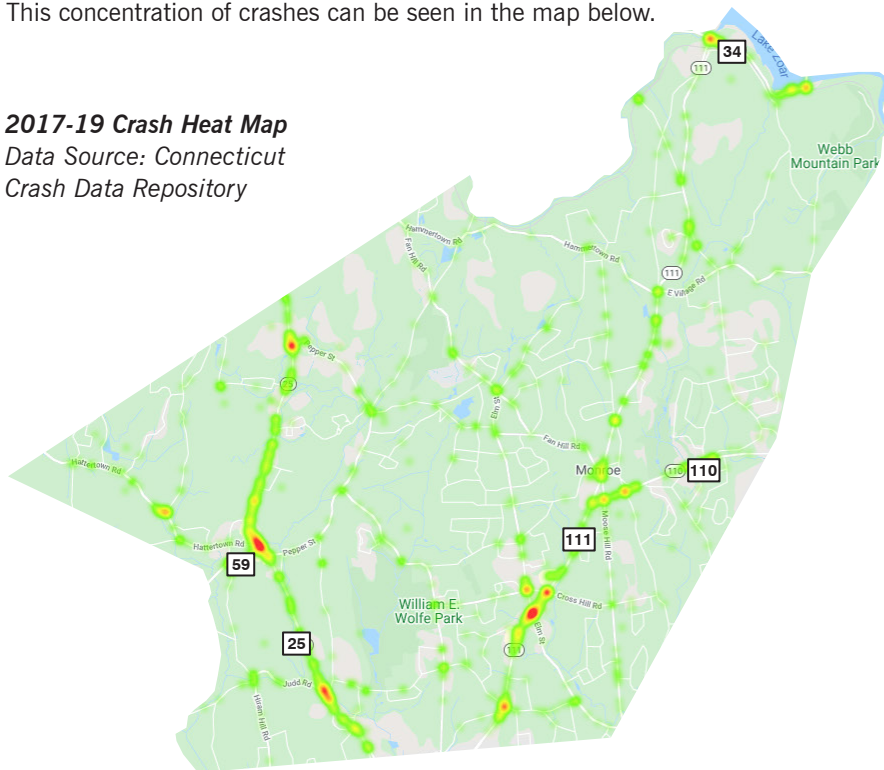 This concentration of crashes can be seen in the map below.
34
Lake Zoar
111
2017-19 Crash Heat Map
Data Source: Connecticut
Crash Data Repository
Webb
Mountain Park
Hammertown Rd
Fan Hill Rd
Hammertown Rd
111
E Village Rd
Pepper St
25
Elm St
Fan Hill Rd
Hattertown Rd
Monroe
110
110
Moose Hill Rd
111
Hattertown Rd
Pepper St
59
William E.
Wolfe Park
Cross Hill Rd
Elm St
25
111
Judd Rd
Hiram Hill Rd